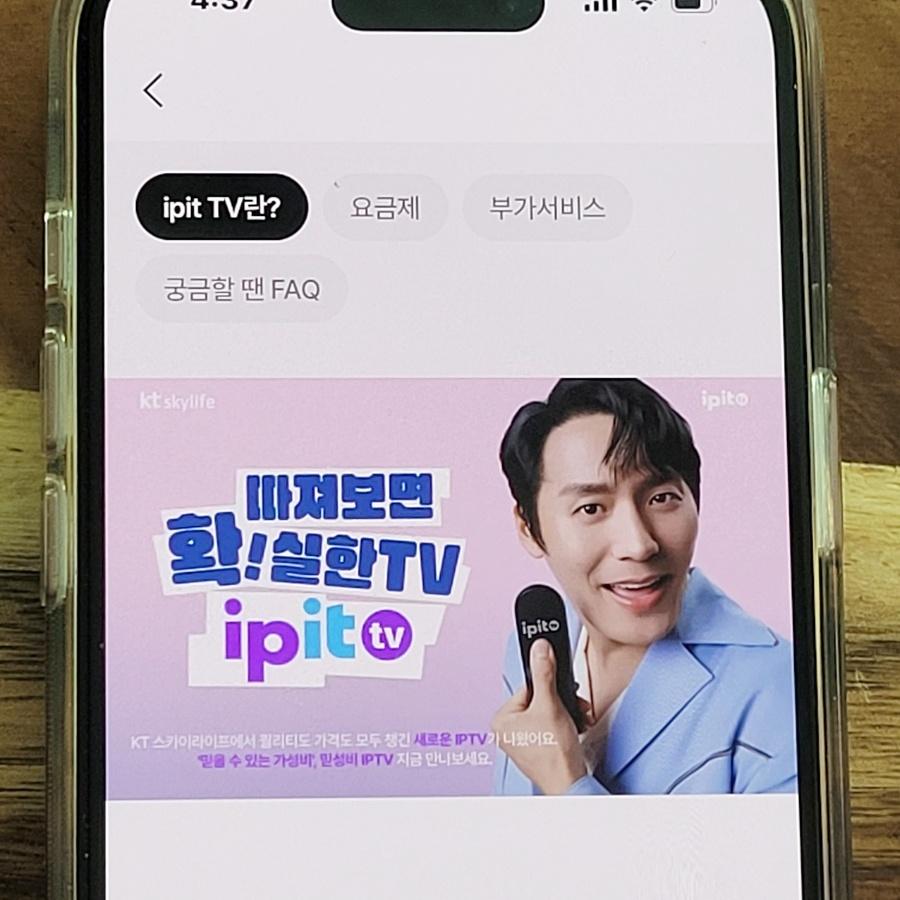 4:37
ipit TV란?
요금제
부가서비스
궁금할 땐 FAQ
kt skylife
ipit tv
따져보면
확!실한TV
ipit tv
ipit tv
KT 스카이라이프에서 퀄리티도 가격도 모두 챙긴 새로운 IPTV가 나왔어요.
'믿을 수 있는 가성비', 믿성비 IPTV 지금 만나보세요.